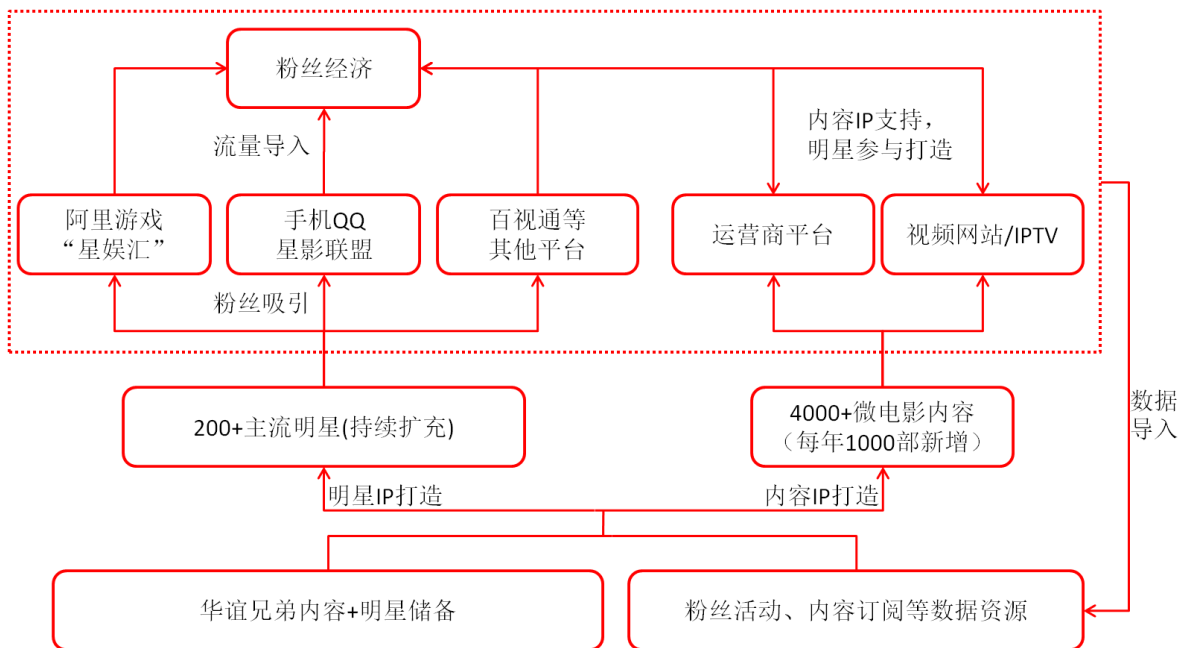 粉丝经济
流量导入
内容IP支持，
明星参与打造
阿里游戏
“星娱汇”
手机QQ
星影联盟
百视通等
其他平台
运营商平台
视频网站/IPTV
粉丝吸引
200+主流明星(持续扩充)
4000+微电影内容
（每年1000部新增）
数据
导入
明星IP打造
内容IP打造
华谊兄弟内容+明星储备
粉丝活动、内容订阅等数据资源